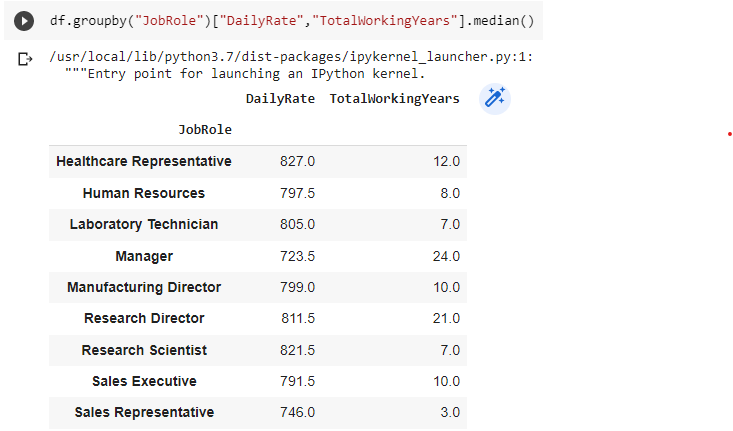 df.groupby("JobRole")["DailyRate","TotalWorkingYears"].median()
/usr/local/lib/python3.7/dist-packages/ipykernel_launcher.py:1:
"""Entry point for launching an IPython kernel.
DailyRate TotalWorkingYears
JobRole
Healthcare Representative 827.0 12.0
Human Resources 797.5 8.0
Laboratory Technician 805.0 7.0
Manager 723.5 24.0
Manufacturing Director 799.0 10.0
Research Director 811.5 21.0
Research Scientist 821.5 7.0
Sales Executive 791.5 10.0
Sales Representative 746.0 3.0